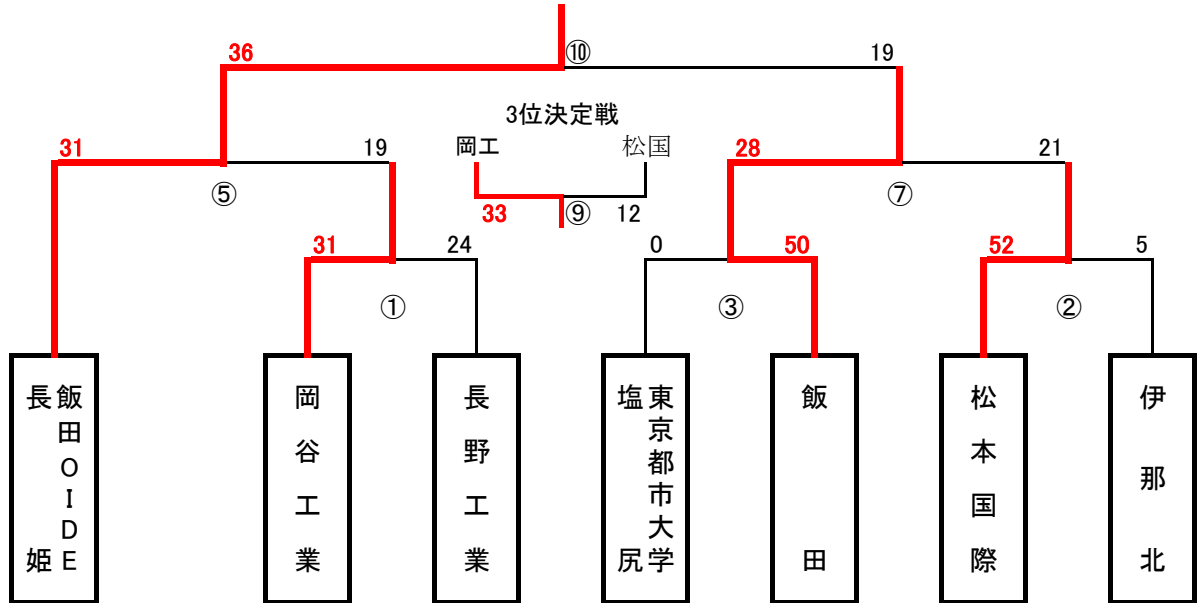 36
⑩
19
3位決定戦
31
19
岡工
松国
28
21
⑤
⑦
33
⑨
12
31
24
0
50
52
5
①
③
②
飯田OIDE
長姫
岡谷工業
長野工業
東京都市大学
塩尻
飯田
松本国際
伊那北